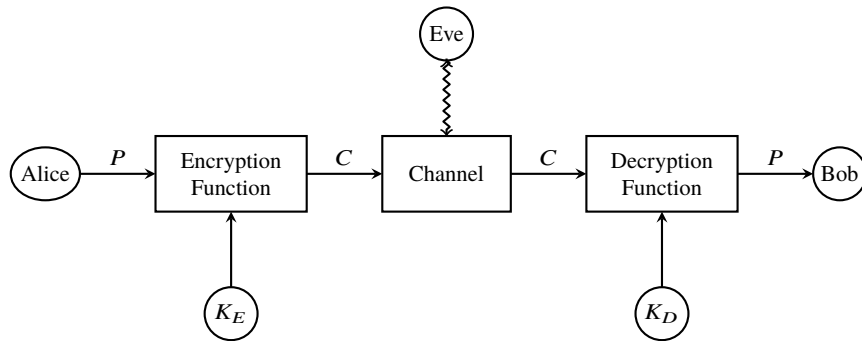 Eve
Alice
P
Encryption
Function
C
Channel
C
Decryption
Function
P
Bob
K_E
K_D